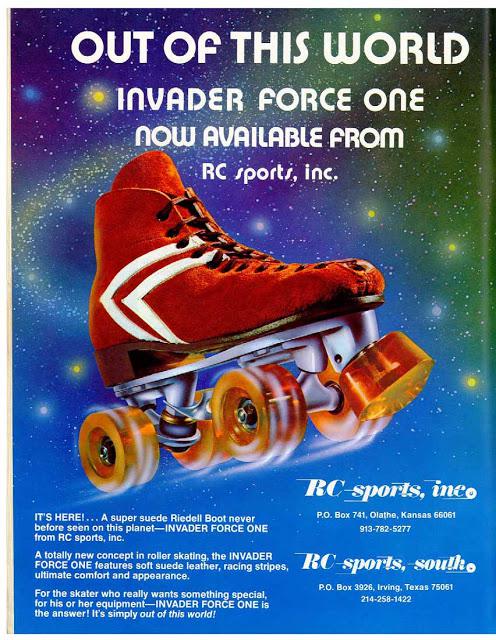 OUT OF THIS WORLD
INVADER FORCE ONE
NOW AVAILABLE FROM
RC sports, inc.
IT'S HERE! . . . A super suede Riedell Boot never
before seen on this planet—INVADER FORCE ONE
from RC sports, inc.
A totally new concept in roller skating, the INVADER
FORCE ONE features soft suede leather, racing stripes,
ultimate comfort and appearance.
For the skater who really wants something special,
for his or her equipment—INVADER FORCE ONE is
the answer! It's simply out of this world!
RC sports, inc.
P.O. Box 741, Olathe, Kansas 66061
913-782-5277
RC sports, south.
P.O. Box 3926, Irving, Texas 75061
214-258-1422